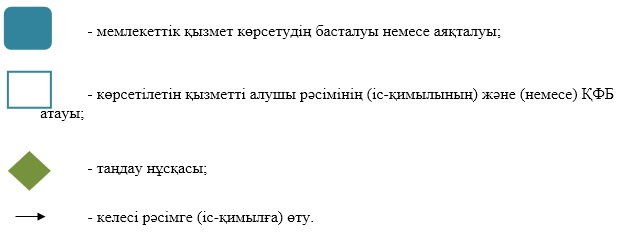 - мемлекеттік қызмет көрсетудің басталуы немесе аяқталуы;
- көрсетілетін қызметті алушы рәсімінің (іс-қимылының) және (немесе) ҚФБ
атауы;
- таңдау нұсқасы;
- келесі рәсімге (іс-қимылға) өту.